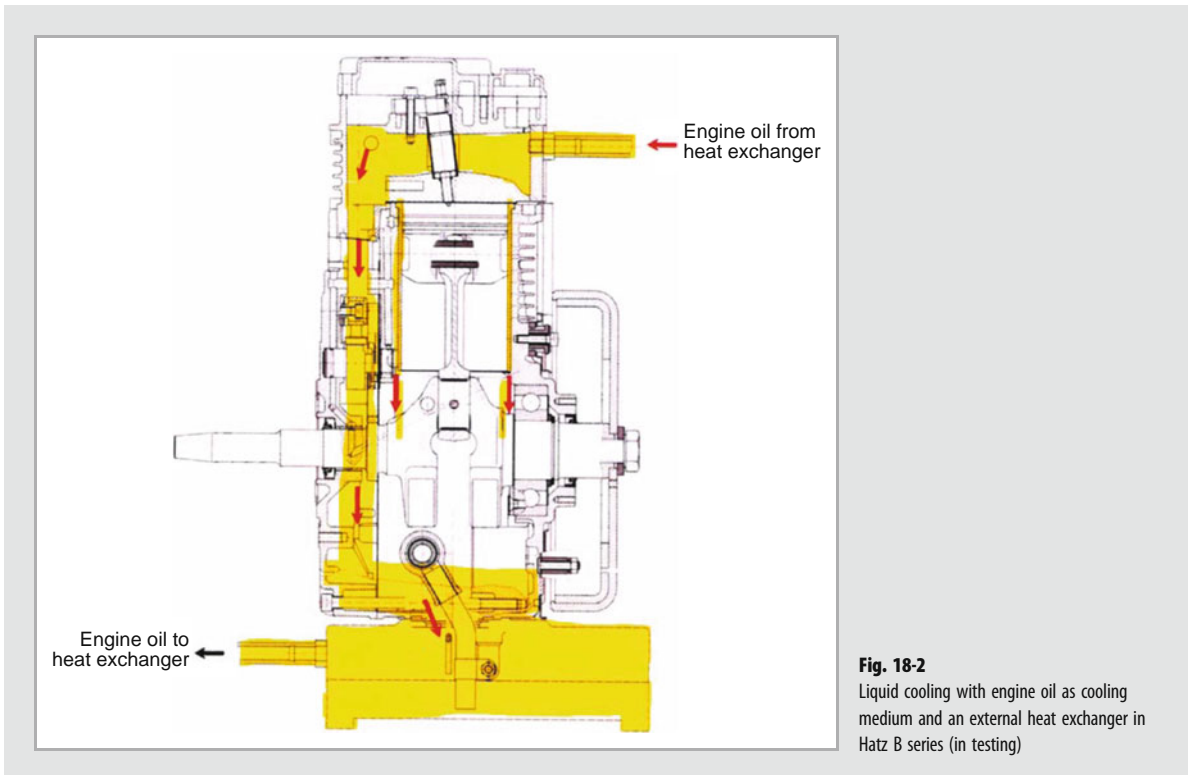 Engine oil from
heat exchanger
Engine oil to
heat exchanger
Fig. 18-2
Liquid cooling with engine oil as cooling
medium and an external heat exchanger in
Hatz B series (in testing)